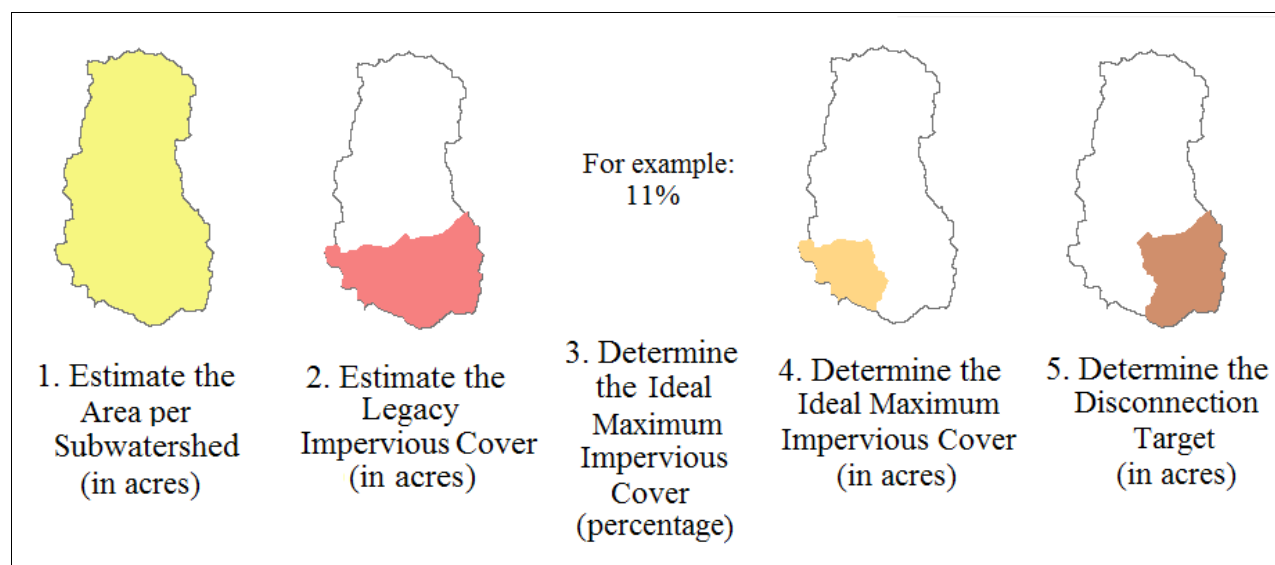 For example:
11%
1. Estimate the
Area per
Subwatershed
(in acres)
2. Estimate the
Legacy
Impervious Cover
(in acres)
3. Determine
the Ideal
Maximum
Impervious
Cover
(percentage)
4. Determine the
Ideal Maximum
Impervious Cover
(in acres)
5. Determine the
Disconnection
Target
(in acres)